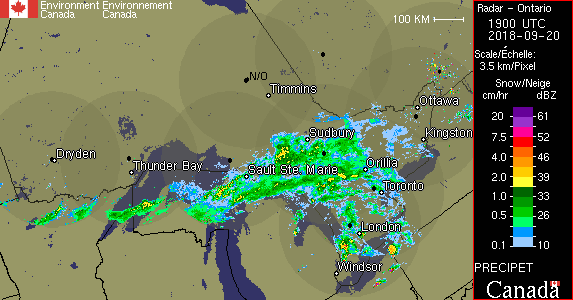 Environment Environnement
Canada Canada
100 KM
N/O
Timmins
Ottawa
Sudbury
Kingston
Dryden
Thunder Bay
Sault Ste. Marie
Orillia
Toronto
London
Windsor
Radar - Ontario
1900 UTC
2018-09-20
Scale/Échelle:
3.5 km/Pixel
Snow/Neige
cm/hr dBZ
20 61
7.5 52
4.0 46
2.0 39
1.0 33
0.5 26
0.1 10
PRECIPET
Canada